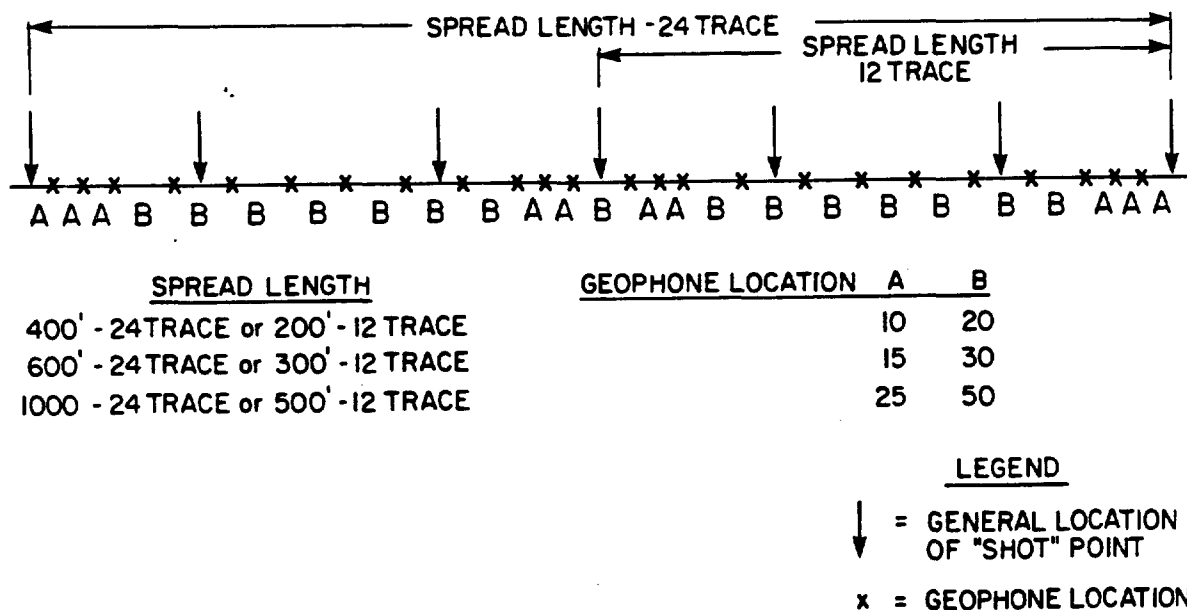 SPREAD LENGTH - 24 TRACE
SPREAD LENGTH
12 TRACE
x x x x x x x x x x x x x x x x x x x x x x x x
A A A B B B B B B B A A B A A B B B B B B B A A A
SPREAD LENGTH
400' - 24 TRACE or 200' - 12 TRACE
600' - 24 TRACE or 300' - 12 TRACE
1000 - 24 TRACE or 500' - 12 TRACE
GEOPHONE LOCATION A B
10 20
15 30
25 50
LEGEND
= GENERAL LOCATION
OF "SHOT" POINT
x = GEOPHONE LOCATION